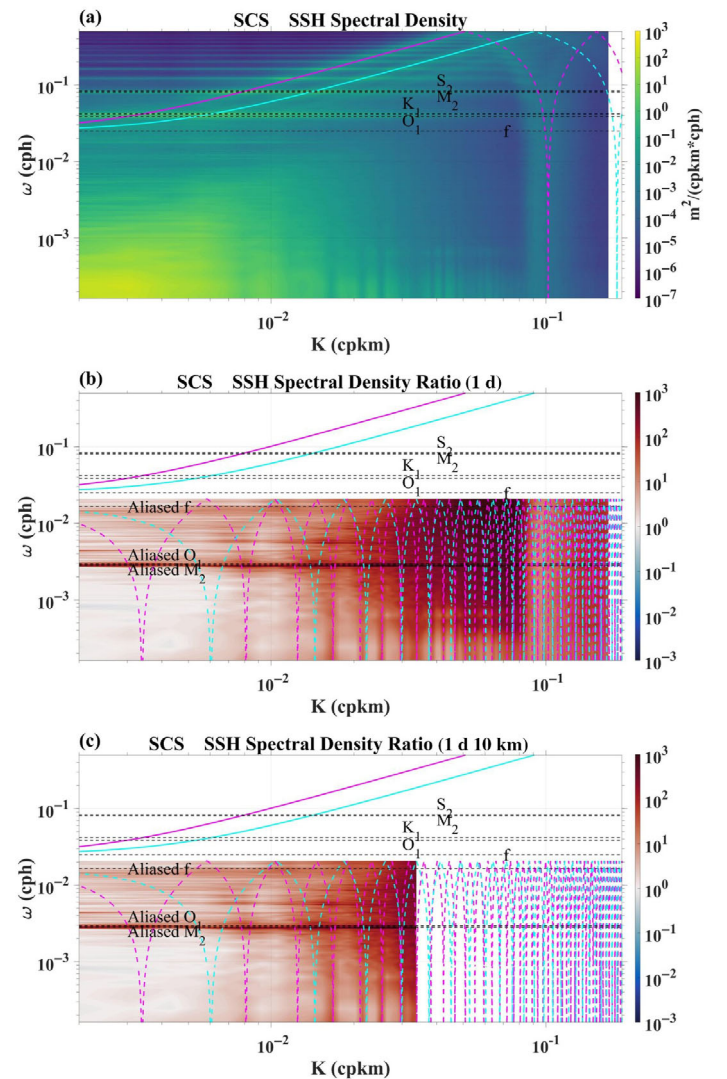 (a) SCS SSH Spectral Density
10³
10²
10¹
10⁰
10⁻¹
10⁻²
10⁻³
10⁻⁴
10⁻⁵
10⁻⁶
10⁻⁷
m²/(cpkm*cph)
10⁻¹
10⁻²
10⁻³
ω (cph)
S₂
M₂
K₁
O₁
f
10⁻² 10⁻¹
K (cpkm)
(b) SCS SSH Spectral Density Ratio (1 d)
10³
10²
10¹
10⁰
10⁻¹
10⁻²
10⁻³
10⁻¹
10⁻²
10⁻³
ω (cph)
S₂
M₂
K₁
O₁
f
Aliased f
Aliased O₁
Aliased M₂
10⁻² 10⁻¹
K (cpkm)
(c) SCS SSH Spectral Density Ratio (1 d 10 km)
10³
10²
10¹
10⁰
10⁻¹
10⁻²
10⁻³
10⁻¹
10⁻²
10⁻³
ω (cph)
S₂
M₂
K₁
O₁
f
Aliased f
Aliased O₁
Aliased M₂
10⁻² 10⁻¹
K (cpkm)